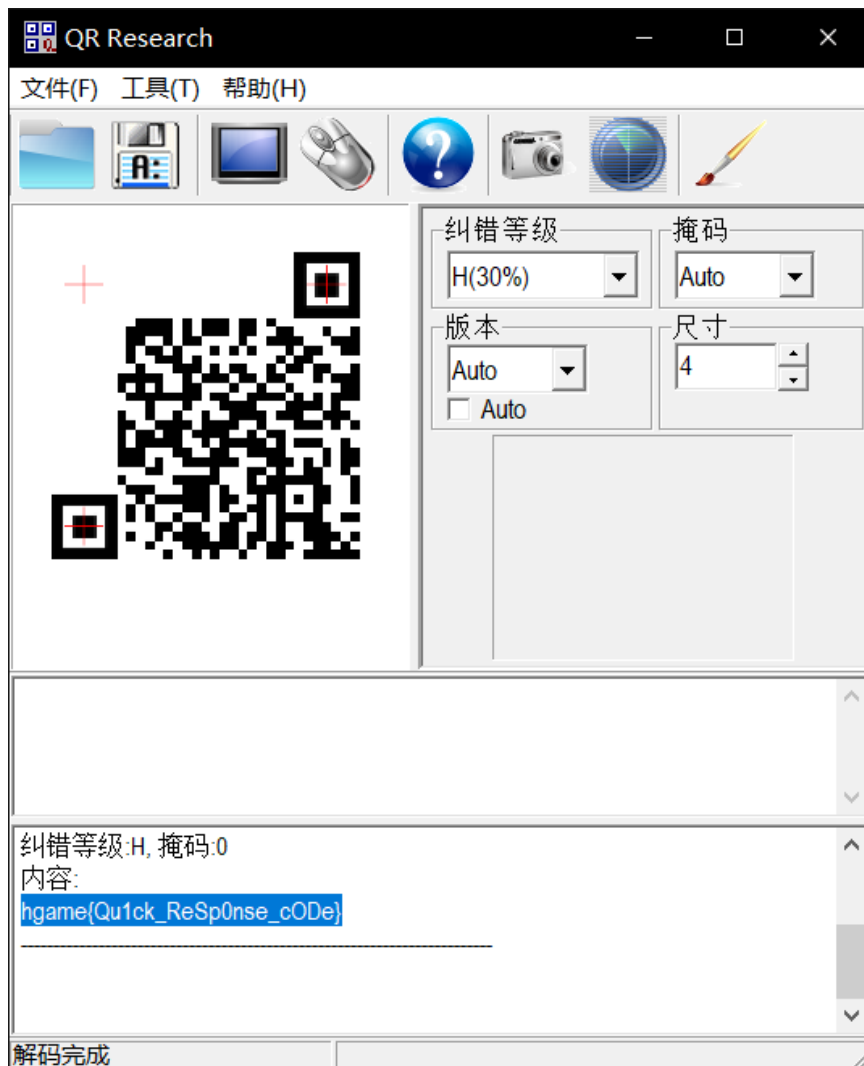 QR Research
文件(F) 工具(T) 帮助(H)
A:
纠错等级 掩码
H(30%) Auto
版本 尺寸
Auto 4
Auto
纠错等级:H, 掩码:0
内容:
hgame{Qu1ck_ReSp0nse_cODe}
--------------------------------------------------------------------------------
解码完成